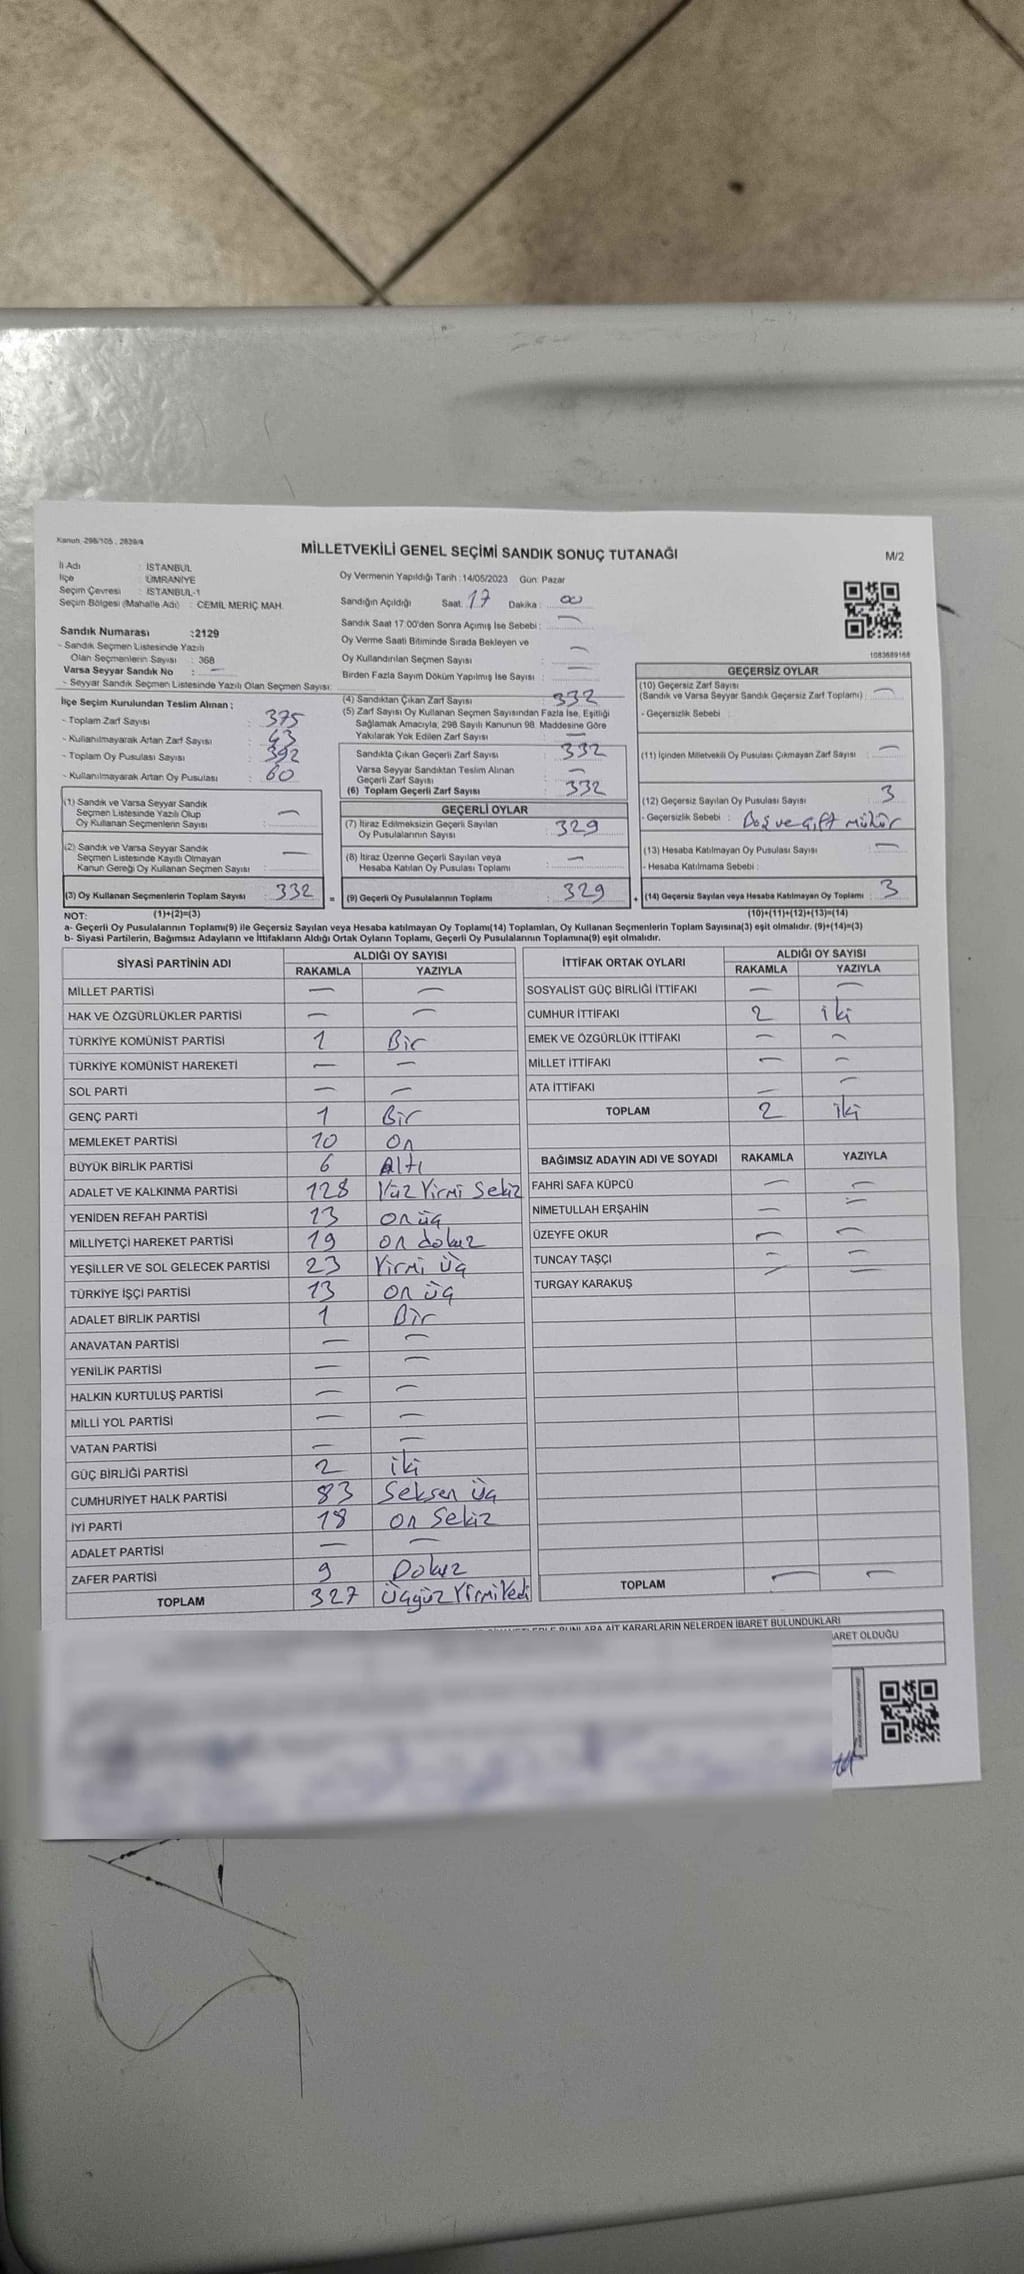 Kanun -298/105 , 2839/4
MİLLETVEKİLİ GENEL SEÇİMİ SANDIK SONUÇ TUTANAĞI
M/2
İl Adı : İSTANBUL
İlçe : ÜMRANİYE
Seçim Çevresi : İSTANBUL-1
Seçim Bölgesi (Mahalle Adı) : CEMİL MERİÇ MAH.
Oy Vermenin Yapıldığı Tarih : 14/05/2023 Gün: Pazar
Sandığın Açıldığı Saat: 17 Dakika : 00
Sandık Saat 17:00'den Sonra Açımış İse Sebebi : —
Oy Verme Saati Bitiminde Sırada Bekleyen ve
Oy Kullandırılan Seçmen Sayısı —
Birden Fazla Sayım Döküm Yapılmış İse Sayısı : —
1083689168
Sandık Numarası :2129
- Sandık Seçmen Listesinde Yazılı
Olan Seçmenlerin Sayısı : 368
Varsa Seyyar Sandık No : —
- Seyyar Sandık Seçmen Listesinde Yazılı Olan Seçmen Sayısı:
İlçe Seçim Kurulundan Teslim Alınan ;
- Toplam Zarf Sayısı : 375
- Kullanılmayarak Artan Zarf Sayısı : 43
- Toplam Oy Pusulası Sayısı : 392
- Kullanılmayarak Artan Oy Pusulası : 60
(1) Sandık ve Varsa Seyyar Sandık
Seçmen Listesinde Yazılı Olup
Oy Kullanan Seçmenlerin Sayısı : —
(2) Sandık ve Varsa Seyyar Sandık
Seçmen Listesinde Kayıtlı Olmayan
Kanun Gereği Oy Kullanan Seçmen Sayısı : —
(3) Oy Kullanan Seçmenlerin Toplam Sayısı : 332 =
(4) Sandıktan Çıkan Zarf Sayısı : 332
(5) Zarf Sayısı Oy Kullanan Seçmen Sayısından Fazla İse, Eşitliği
Sağlamak Amacıyla, 298 Sayılı Kanunun 98. Maddesine Göre
Yakılarak Yok Edilen Zarf Sayısı : —
Sandıkta Çıkan Geçerli Zarf Sayısı : 332
Varsa Seyyar Sandıktan Teslim Alınan
Geçerli Zarf Sayısı : —
(6) Toplam Geçerli Zarf Sayısı : 332
GEÇERLİ OYLAR
(7) İtiraz Edilmeksizin Geçerli Sayılan
Oy Pusulalarının Sayısı : 329
(8) İtiraz Üzerine Geçerli Sayılan veya
Hesaba Katılan Oy Pusulası Toplamı : —
(9) Geçerli Oy Pusulalarının Toplamı : 329 +
GEÇERSİZ OYLAR
(10) Geçersiz Zarf Sayısı
(Sandık ve Varsa Seyyar Sandık Geçersiz Zarf Toplamı) : —
- Geçersizlik Sebebi :
(11) İçinden Milletvekili Oy Pusulası Çıkmayan Zarf Sayısı : —
(12) Geçersiz Sayılan Oy Pusulası Sayısı : 3
- Geçersizlik Sebebi : Boş ve çift mühür
(13) Hesaba Katılmayan Oy Pusulası Sayısı : —
- Hesaba Katılmama Sebebi :
(14) Geçersiz Sayılan veya Hesaba Katılmayan Oy Toplamı : 3
NOT: (1)+(2)=(3) (10)+(11)+(12)+(13)=(14)
a- Geçerli Oy Pusulalarının Toplamı(9) ile Geçersiz Sayılan veya Hesaba katılmayan Oy Toplamı(14) Toplamları, Oy Kullanan Seçmenlerin Toplam Sayısına(3) eşit olmalıdır. (9)+(14)=(3)
b- Siyasi Partilerin, Bağımsız Adayların ve İttifakların Aldığı Ortak Oyların Toplamı, Geçerli Oy Pusulalarının Toplamına(9) eşit olmalıdır.
SİYASİ PARTİNİN ADI ALDIĞI OY SAYISI
RAKAMLA YAZIYLA
MİLLET PARTİSİ — —
HAK VE ÖZGÜRLÜKLER PARTİSİ — —
TÜRKİYE KOMÜNİST PARTİSİ 1 Bir
TÜRKİYE KOMÜNİST HAREKETİ — —
SOL PARTİ — —
GENÇ PARTİ 1 Bir
MEMLEKET PARTİSİ 10 On
BÜYÜK BİRLİK PARTİSİ 6 Altı
ADALET VE KALKINMA PARTİSİ 128 Yüz Yirmi Sekiz
YENİDEN REFAH PARTİSİ 13 on üç
MİLLİYETÇİ HAREKET PARTİSİ 19 on dokuz
YEŞİLLER VE SOL GELECEK PARTİSİ 23 Yirmi üç
TÜRKİYE İŞÇİ PARTİSİ 13 on üç
ADALET BİRLİK PARTİSİ 1 Bir
ANAVATAN PARTİSİ — —
YENİLİK PARTİSİ — —
HALKIN KURTULUŞ PARTİSİ — —
MİLLİ YOL PARTİSİ — —
VATAN PARTİSİ — —
GÜÇ BİRLİĞİ PARTİSİ 2 iki
CUMHURİYET HALK PARTİSİ 83 Seksen üç
İYİ PARTİ 18 on Sekiz
ADALET PARTİSİ — —
ZAFER PARTİSİ 9 Dokuz
TOPLAM 327 üçyüz Yirmi Yedi
İTTİFAK ORTAK OYLARI ALDIĞI OY SAYISI
RAKAMLA YAZIYLA
SOSYALİST GÜÇ BİRLİĞİ İTTİFAKI — —
CUMHUR İTTİFAKI 2 iki
EMEK VE ÖZGÜRLÜK İTTİFAKI — —
MİLLET İTTİFAKI — —
ATA İTTİFAKI — —
TOPLAM 2 iki
BAĞIMSIZ ADAYIN ADI VE SOYADI RAKAMLA YAZIYLA
FAHRİ SAFA KÜPCÜ — —
NİMETULLAH ERŞAHİN — —
ÜZEYFE OKUR — —
TUNCAY TAŞÇI — —
TURGAY KARAKUŞ — —
TOPLAM — —
BUNLARA AİT KARARLARIN NELERDEN İBARET BULUNDUKLARI
BARET OLDUĞU